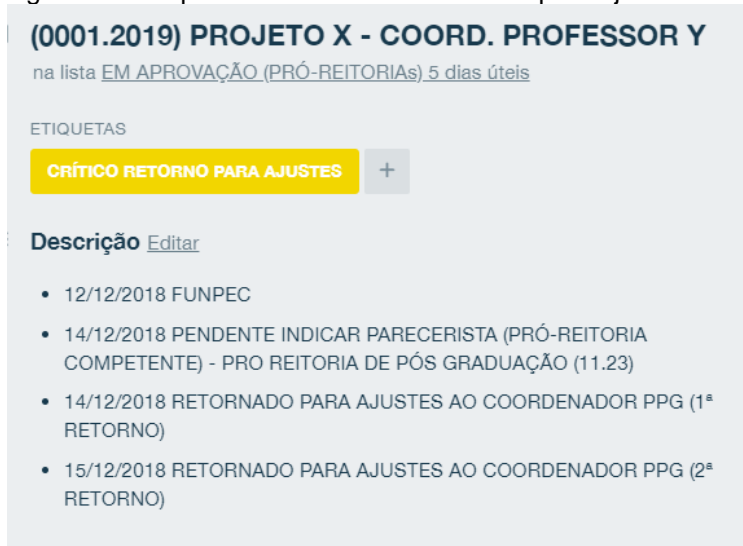 (0001.2019) PROJETO X - COORD. PROFESSOR Y
na lista EM APROVAÇÃO (PRÓ-REITORIAs) 5 dias úteis
ETIQUETAS
CRÍTICO RETORNO PARA AJUSTES +
Descrição Editar
• 12/12/2018 FUNPEC
• 14/12/2018 PENDENTE INDICAR PARECERISTA (PRÓ-REITORIA
COMPETENTE) - PRO REITORIA DE PÓS GRADUAÇÃO (11.23)
• 14/12/2018 RETORNADO PARA AJUSTES AO COORDENADOR PPG (1ª
RETORNO)
• 15/12/2018 RETORNADO PARA AJUSTES AO COORDENADOR PPG (2ª
RETORNO)